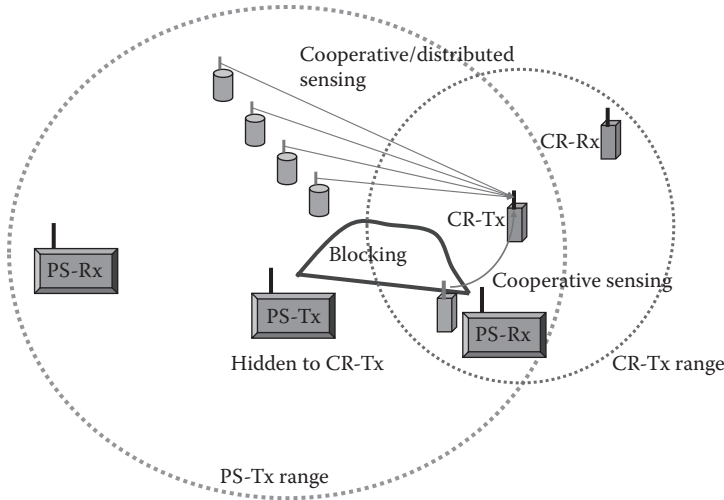 Cooperative/distributed
sensing
CR-Rx
CR-Tx
Blocking
PS-Rx
Cooperative sensing
PS-Tx
PS-Rx
Hidden to CR-Tx
CR-Tx range
PS-Tx range